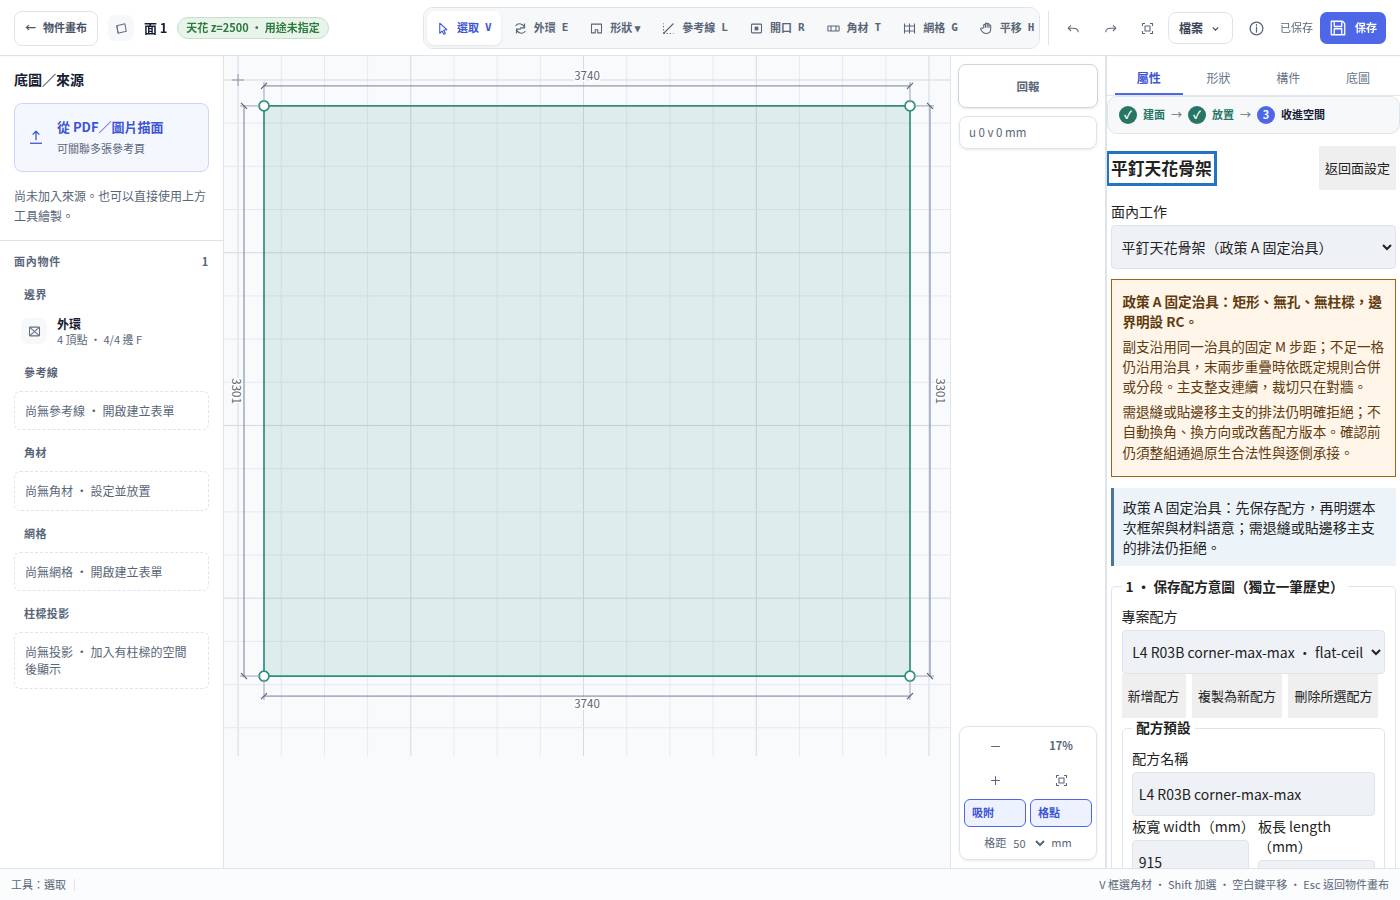 ← 物件畫布
面 1
天花 z=2500 · 用途未指定
選取 V
外環 E
形狀▼
參考線 L
開口 R
角材 T
網格 G
平移 H
檔案
已保存
保存
底圖／來源
從 PDF／圖片描面
可關聯多張參考頁
尚未加入來源。也可以直接使用上方
工具繪製。
面內物件
1
邊界
外環
4 頂點 · 4/4 邊 F
參考線
尚無參考線 · 開啟建立表單
角材
尚無角材 · 設定並放置
網格
尚無網格 · 開啟建立表單
柱樑投影
尚無投影 · 加入有柱樑的空間
後顯示
3740
3301
3301
3740
回報
u 0 v 0 mm
17%
吸附
格點
格距 50 mm
屬性
形狀
構件
底圖
✓ 建面 → ✓ 放置 → 3 收進空間
平釘天花骨架
返回面設定
面內工作
平釘天花骨架（政策 A 固定治具）
政策 A 固定治具：矩形、無孔、無柱樑，邊
界明設 RC。
副支沿用同一治具的固定 M 步距；不足一格
仍沿用治具，末兩步重疊時依既定規則合併
或分段。主支整支連續，裁切只在對牆。
需退縫或貼邊移主支的排法仍明確拒絕；不
自動換角、換方向或改舊配方版本。確認前
仍須整組通過原生合法性與逐側承接。
政策 A 固定治具：先保存配方，再明選本
次框架與材料語意；需退縫或貼邊移主支
的排法仍拒絕。
1 · 保存配方意圖（獨立一筆歷史）
專案配方
L4 R03B corner-max-max · flat-ceil
新增配方
複製為新配方
刪除所選配方
配方預設
配方名稱
L4 R03B corner-max-max
板寬 width（mm）
板長 length
（mm）
915
工具：選取
V 框選角材 · Shift 加選 · 空白鍵平移 · Esc 返回物件畫布